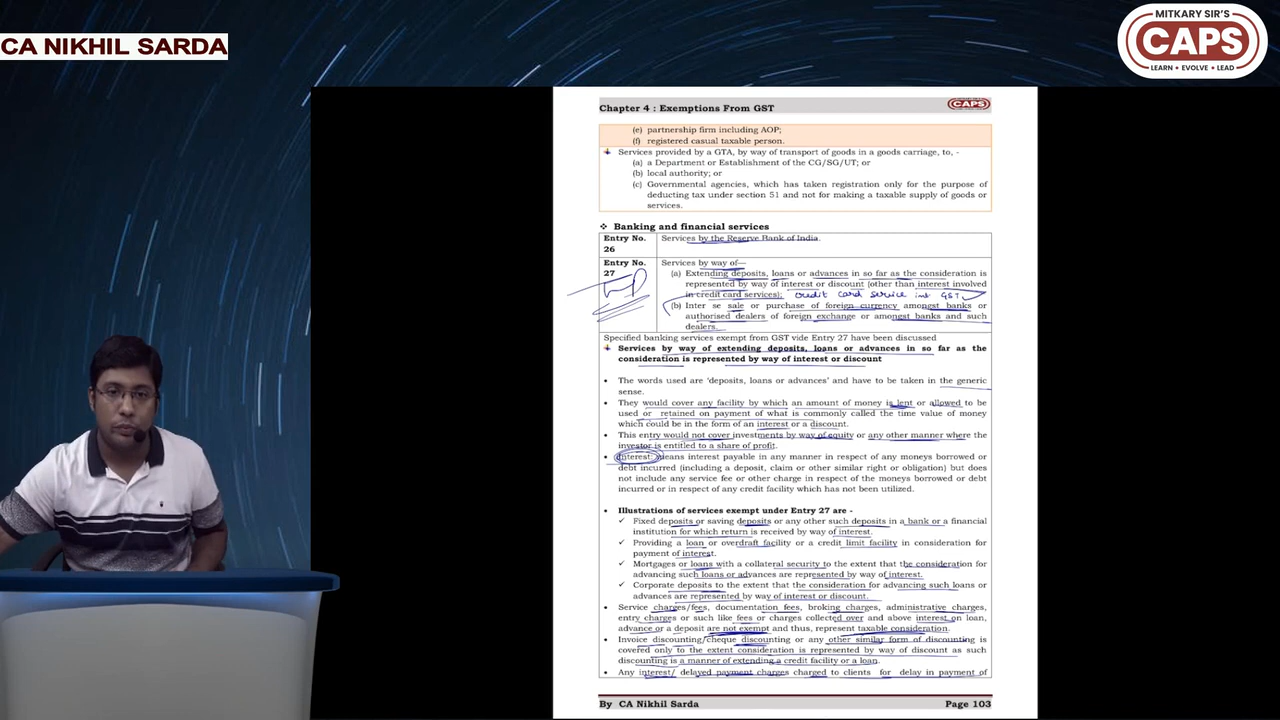 CA NIKHIL SARDA
MITKARY SIR'S
CAPS
LEARN • EVOLVE • LEAD
Chapter 4 : Exemptions From GST
CAPS
(e) partnership firm including AOP;
(f) registered casual taxable person.
Services provided by a GTA, by way of transport of goods in a goods carriage, to, -
(a) a Department or Establishment of the CG/SG/UT; or
(b) local authority; or
(c) Governmental agencies, which has taken registration only for the purpose of
deducting tax under section 51 and not for making a taxable supply of goods or
services.
❖ Banking and financial services
Entry No. Services by the Reserve Bank of India.
26
Entry No. Services by way of—
27 (a) Extending deposits, loans or advances in so far as the consideration is
represented by way of interest or discount (other than interest involved
in credit card services); credit card service int GST
(b) Inter se sale or purchase of foreign currency amongst banks or
authorised dealers of foreign exchange or amongst banks and such
dealers.
Specified banking services exempt from GST vide Entry 27 have been discussed
Services by way of extending deposits, loans or advances in so far as the
consideration is represented by way of interest or discount
• The words used are 'deposits, loans or advances' and have to be taken in the generic
sense.
• They would cover any facility by which an amount of money is lent or allowed to be
used or retained on payment of what is commonly called the time value of money
which could be in the form of an interest or a discount.
• This entry would not cover investments by way of equity or any other manner where the
investor is entitled to a share of profit.
• Interest: means interest payable in any manner in respect of any moneys borrowed or
debt incurred (including a deposit, claim or other similar right or obligation) but does
not include any service fee or other charge in respect of the moneys borrowed or debt
incurred or in respect of any credit facility which has not been utilized.
• Illustrations of services exempt under Entry 27 are -
✓ Fixed deposits or saving deposits or any other such deposits in a bank or a financial
institution for which return is received by way of interest.
✓ Providing a loan or overdraft facility or a credit limit facility in consideration for
payment of interest.
✓ Mortgages or loans with a collateral security to the extent that the consideration for
advancing such loans or advances are represented by way of interest.
✓ Corporate deposits to the extent that the consideration for advancing such loans or
advances are represented by way of interest or discount.
• Service charges/fees, documentation fees, broking charges, administrative charges,
entry charges or such like fees or charges collected over and above interest on loan,
advance or a deposit are not exempt and thus, represent taxable consideration.
• Invoice discounting/cheque discounting or any other similar form of discounting is
covered only to the extent consideration is represented by way of discount as such
discounting is a manner of extending a credit facility or a loan.
• Any interest/ delayed payment charges charged to clients for delay in payment of
By CA Nikhil Sarda Page 103